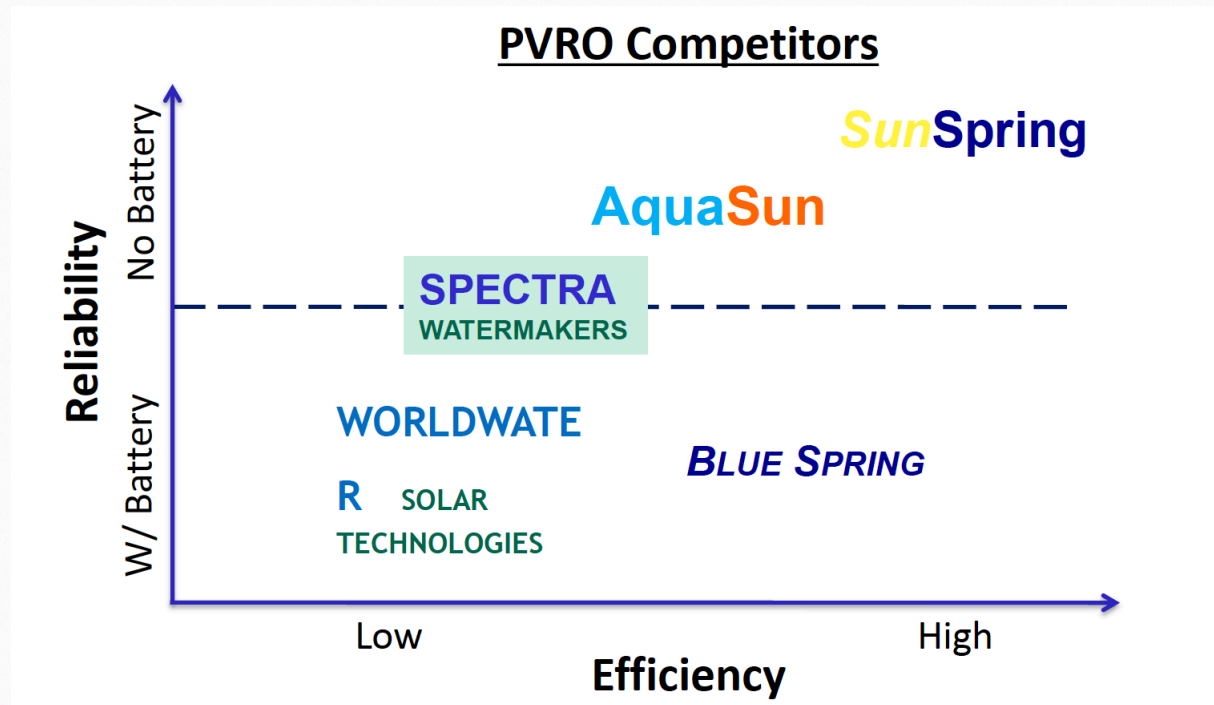 PVRO Competitors
SunSpring
AquaSun
No Battery
SPECTRA
WATERMAKERS
Reliability
WORLDWATE
R SOLAR
TECHNOLOGIES
BLUE SPRING
W/ Battery
Low
High
Efficiency